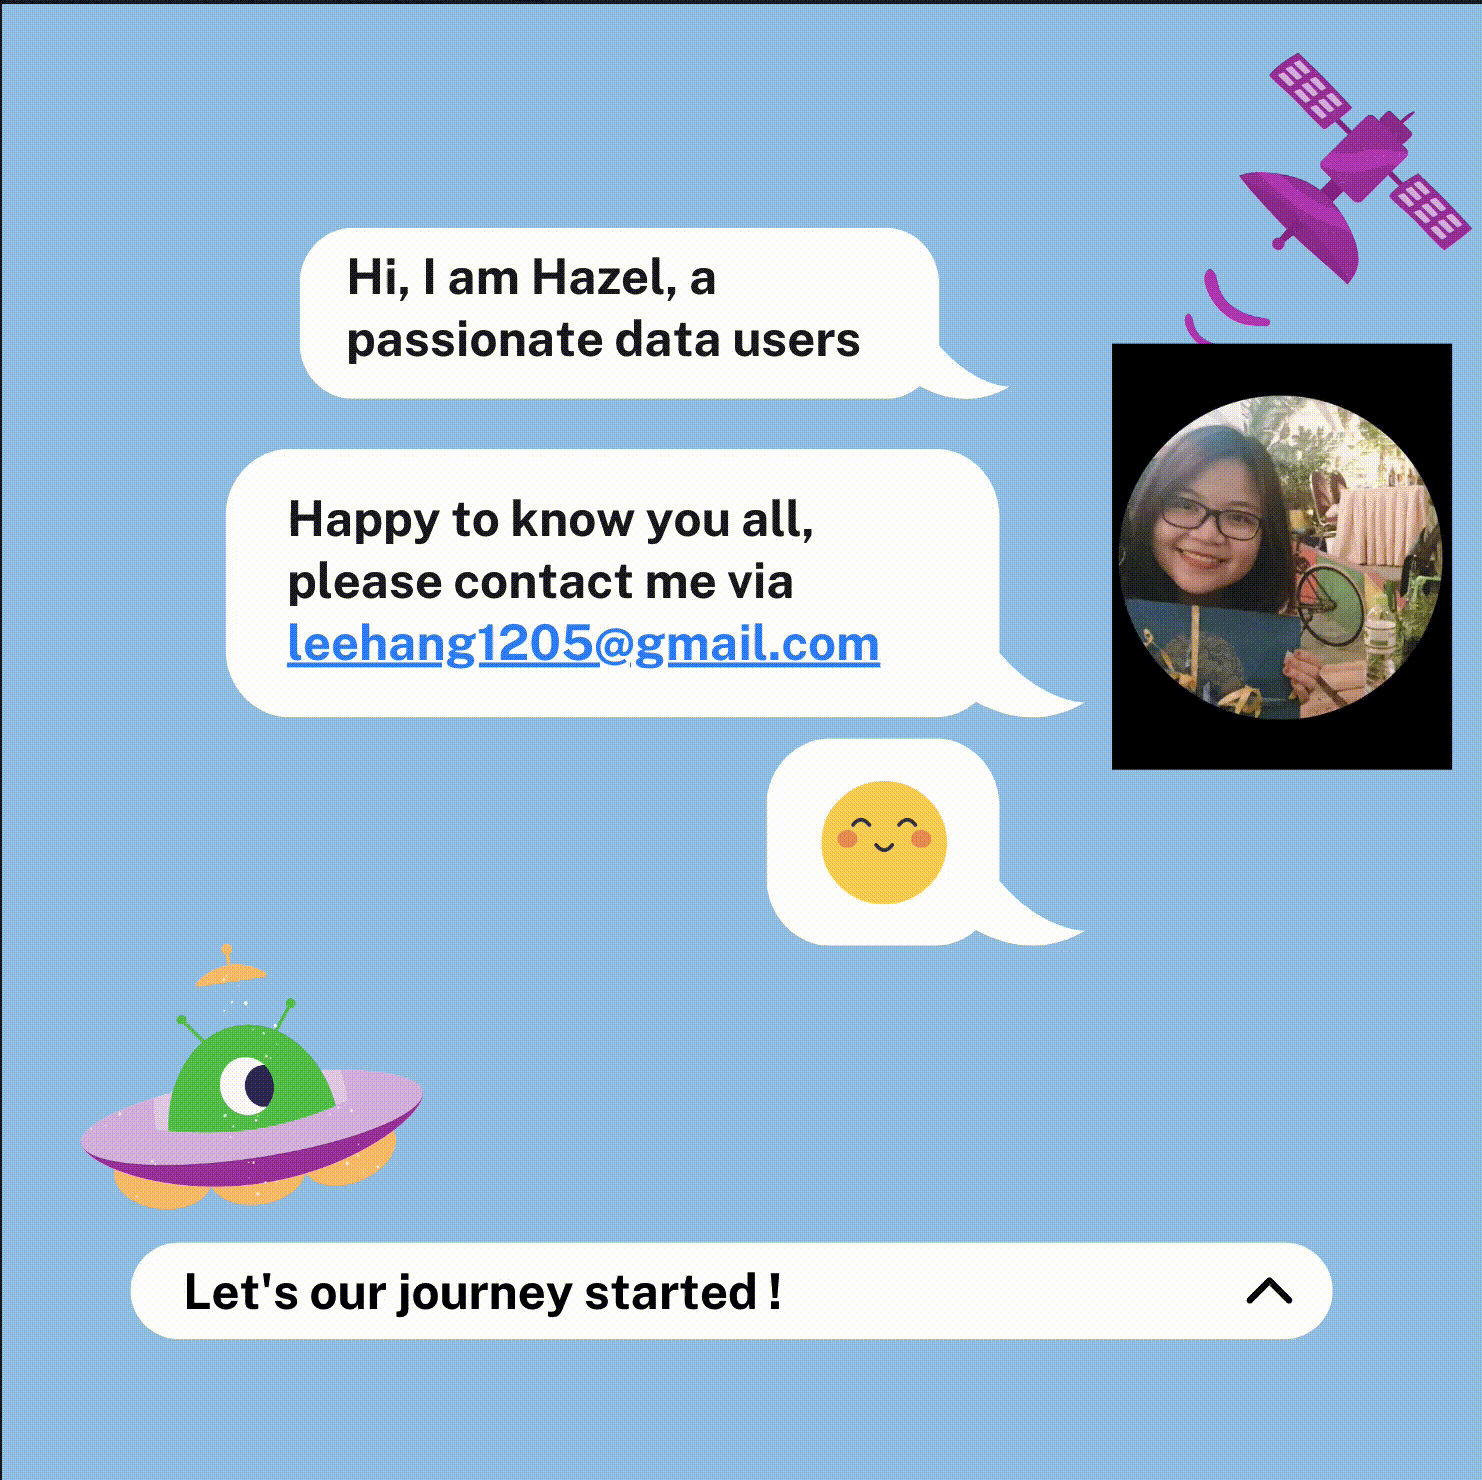 Hi, I am Hazel, a
passionate data users
Happy to know you all,
please contact me via
leehang1205@gmail.com
Let's our journey started !